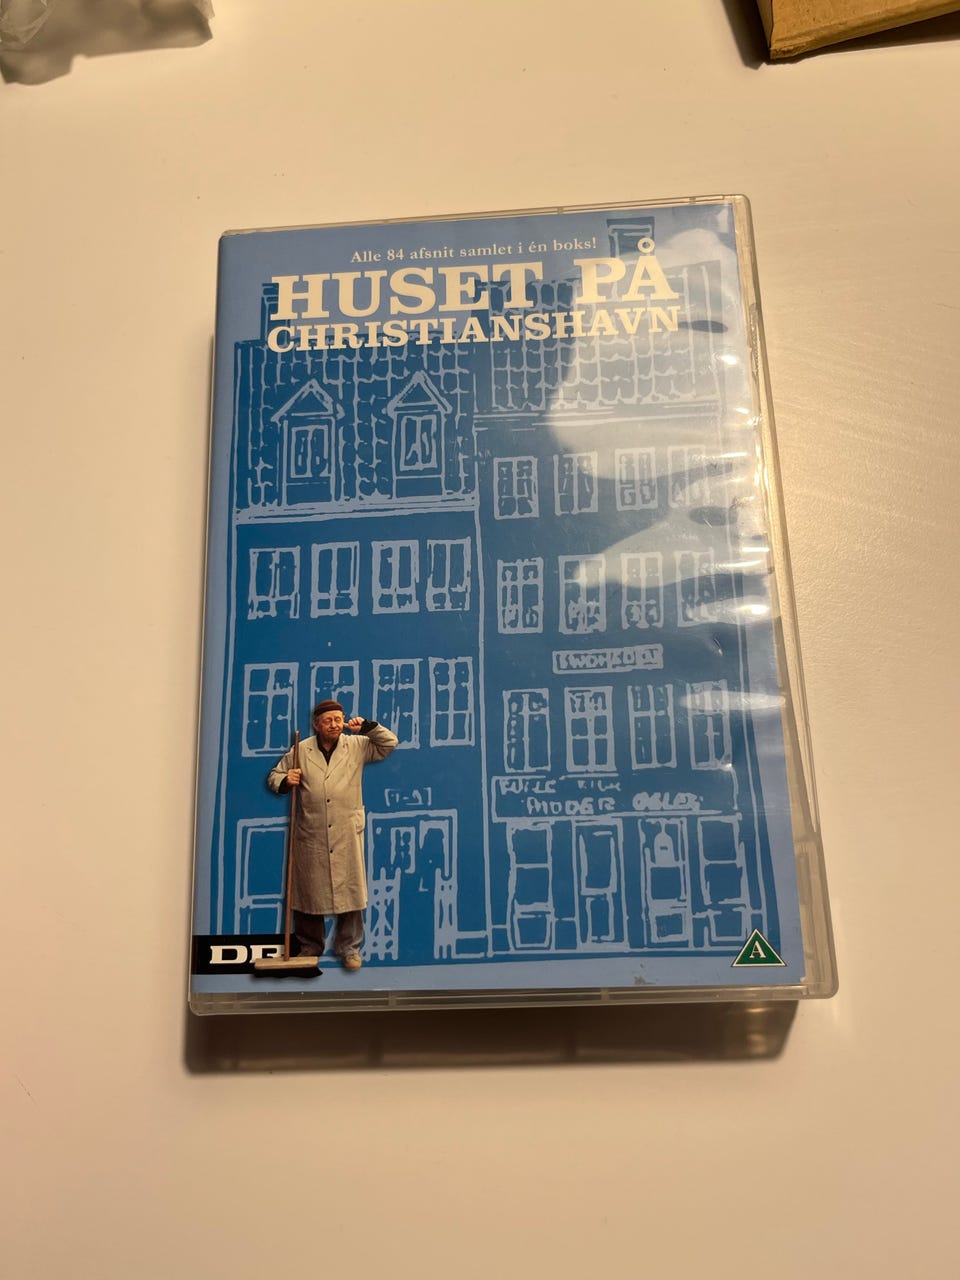 Alle 84 afsnit samlet i én boks!
HUSET PÅ
CHRISTIANSHAVN
DR
A